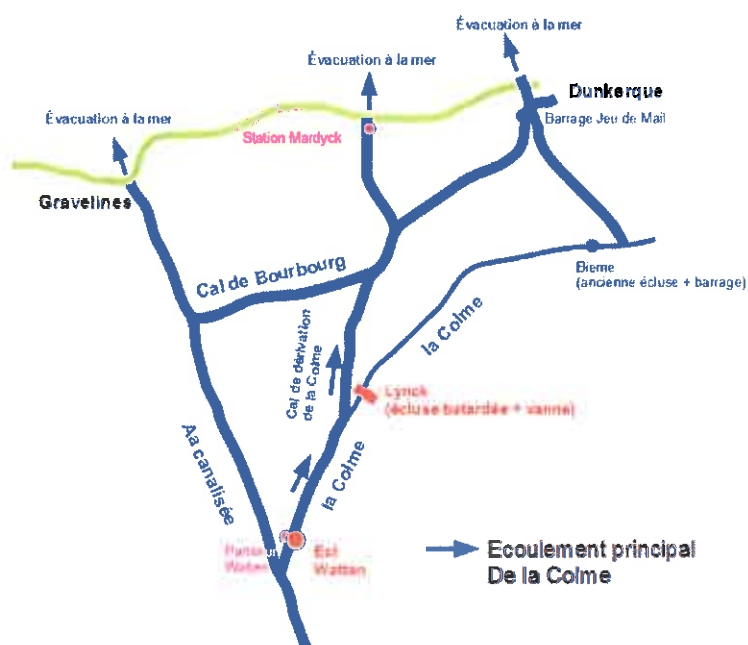 Évacuation à la mer
Évacuation à la mer
Dunkerque
Évacuation à la mer
Barrage Jeu de Mail
Station Mardyck
Gravelines
Cal de Bourbourg
Bierne
(ancienne écluse + barrage)
la Colme
Cal de dérivation
de la Colme
Lynck
(écluse batardée + vanne)
Aa canalisée
la Colme
Watten
Ecl
Watten
Ecoulement principal
De la Colme